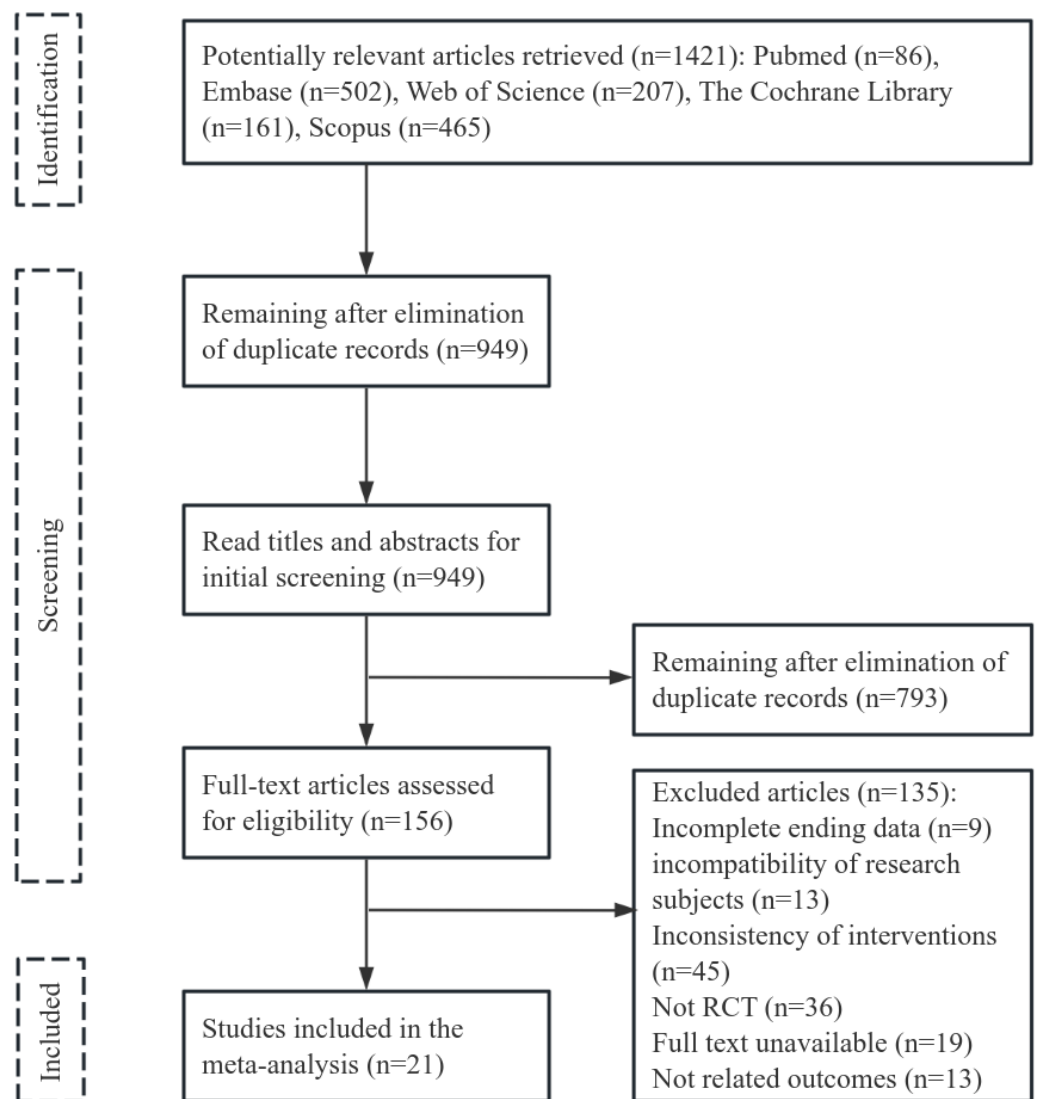 Identification
Potentially relevant articles retrieved (n=1421): Pubmed (n=86),
Embase (n=502), Web of Science (n=207), The Cochrane Library
(n=161), Scopus (n=465)
Screening
Remaining after elimination
of duplicate records (n=949)
Read titles and abstracts for
initial screening (n=949)
Remaining after elimination of
duplicate records (n=793)
Full-text articles assessed
for eligibility (n=156)
Excluded articles (n=135):
Incomplete ending data (n=9)
incompatibility of research
subjects (n=13)
Inconsistency of interventions
(n=45)
Not RCT (n=36)
Full text unavailable (n=19)
Not related outcomes (n=13)
Included
Studies included in the
meta-analysis (n=21)